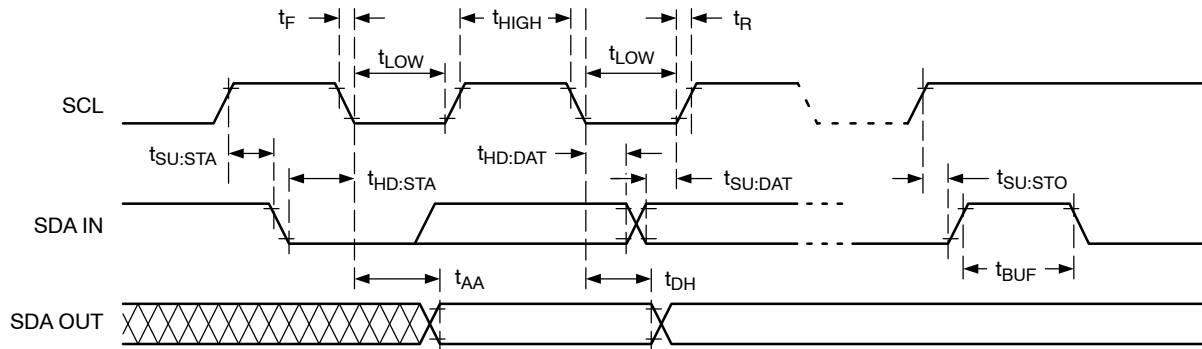 tF
tHIGH
tR
tLOW
tLOW
SCL
tSU:STA
tHD:STA
tHD:DAT
tSU:DAT
tSU:STO
SDA IN
tBUF
tAA
tDH
SDA OUT